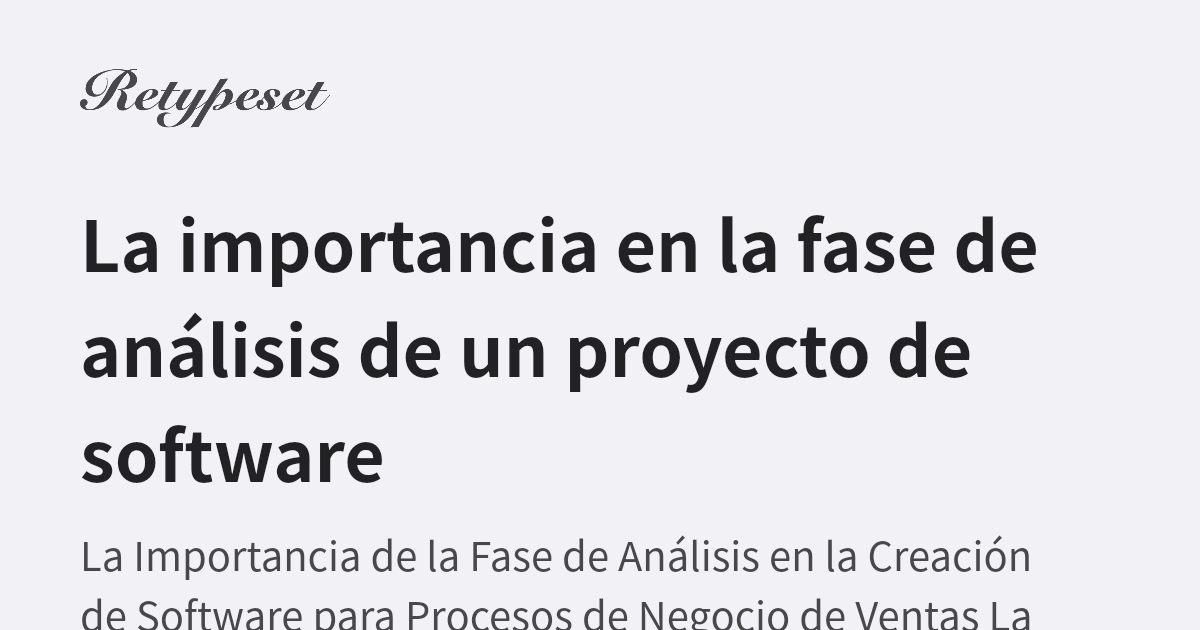 Retypeset
La importancia en la fase de
análisis de un proyecto de
software
La Importancia de la Fase de Análisis en la Creación
de Software para Procesos de Negocio de Ventas La